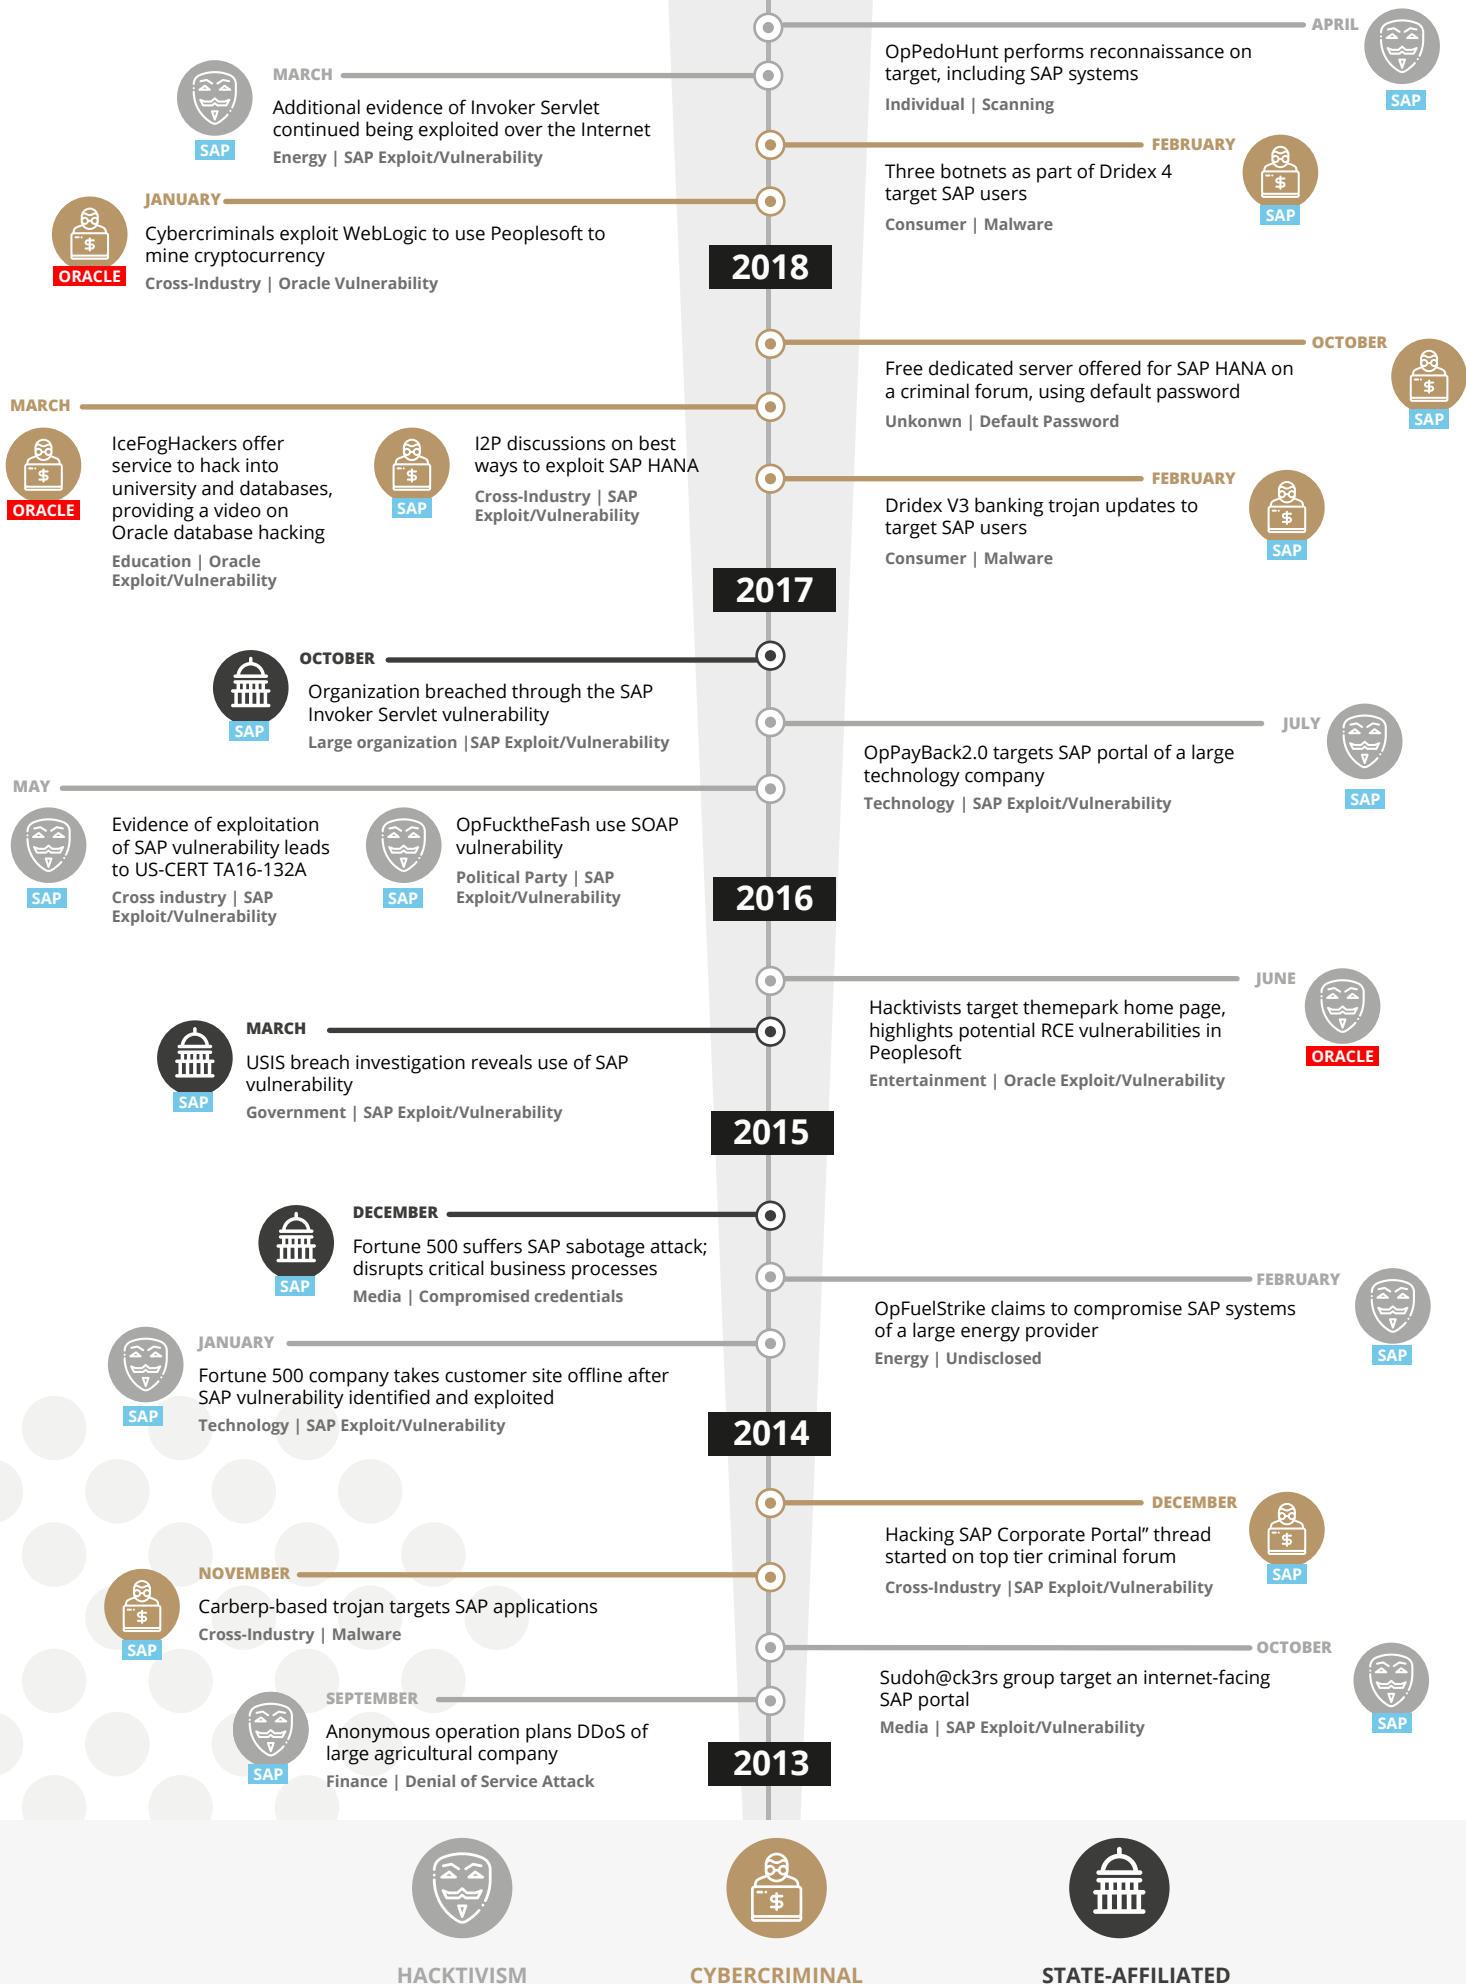 APRIL
OpPedoHunt performs reconnaissance on
target, including SAP systems
Individual | Scanning
SAP
MARCH
Additional evidence of Invoker Servlet
continued being exploited over the Internet
Energy | SAP Exploit/Vulnerability
SAP
FEBRUARY
Three botnets as part of Dridex 4
target SAP users
Consumer | Malware
SAP
JANUARY
Cybercriminals exploit WebLogic to use Peoplesoft to
mine cryptocurrency
Cross-Industry | Oracle Vulnerability
ORACLE
2018
OCTOBER
Free dedicated server offered for SAP HANA on
a criminal forum, using default password
Unkonwn | Default Password
SAP
MARCH
IceFogHackers offer
service to hack into
university and databases,
providing a video on
Oracle database hacking
Education | Oracle
Exploit/Vulnerability
ORACLE
I2P discussions on best
ways to exploit SAP HANA
Cross-Industry | SAP
Exploit/Vulnerability
SAP
FEBRUARY
Dridex V3 banking trojan updates to
target SAP users
Consumer | Malware
SAP
2017
OCTOBER
Organization breached through the SAP
Invoker Servlet vulnerability
Large organization |SAP Exploit/Vulnerability
SAP
JULY
OpPayBack2.0 targets SAP portal of a large
technology company
Technology | SAP Exploit/Vulnerability
SAP
MAY
Evidence of exploitation
of SAP vulnerability leads
to US-CERT TA16-132A
Cross industry | SAP
Exploit/Vulnerability
SAP
OpFucktheFash use SOAP
vulnerability
Political Party | SAP
Exploit/Vulnerability
SAP
2016
JUNE
Hacktivists target themepark home page,
highlights potential RCE vulnerabilities in
Peoplesoft
Entertainment | Oracle Exploit/Vulnerability
ORACLE
MARCH
USIS breach investigation reveals use of SAP
vulnerability
Government | SAP Exploit/Vulnerability
SAP
2015
DECEMBER
Fortune 500 suffers SAP sabotage attack;
disrupts critical business processes
Media | Compromised credentials
SAP
FEBRUARY
OpFuelStrike claims to compromise SAP systems
of a large energy provider
Energy | Undisclosed
SAP
JANUARY
Fortune 500 company takes customer site offline after
SAP vulnerability identified and exploited
Technology | SAP Exploit/Vulnerability
SAP
2014
DECEMBER
Hacking SAP Corporate Portal” thread
started on top tier criminal forum
Cross-Industry |SAP Exploit/Vulnerability
SAP
NOVEMBER
Carberp-based trojan targets SAP applications
Cross-Industry | Malware
SAP
OCTOBER
Sudoh@ck3rs group target an internet-facing
SAP portal
Media | SAP Exploit/Vulnerability
SAP
SEPTEMBER
Anonymous operation plans DDoS of
large agricultural company
Finance | Denial of Service Attack
SAP
2013
HACKTIVISM
CYBERCRIMINAL
STATE-AFFILIATED